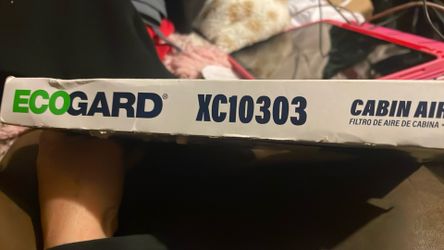 ECOGARD® XC10303 CABIN AIR
FILTRO DE AIRE DE CABINA •